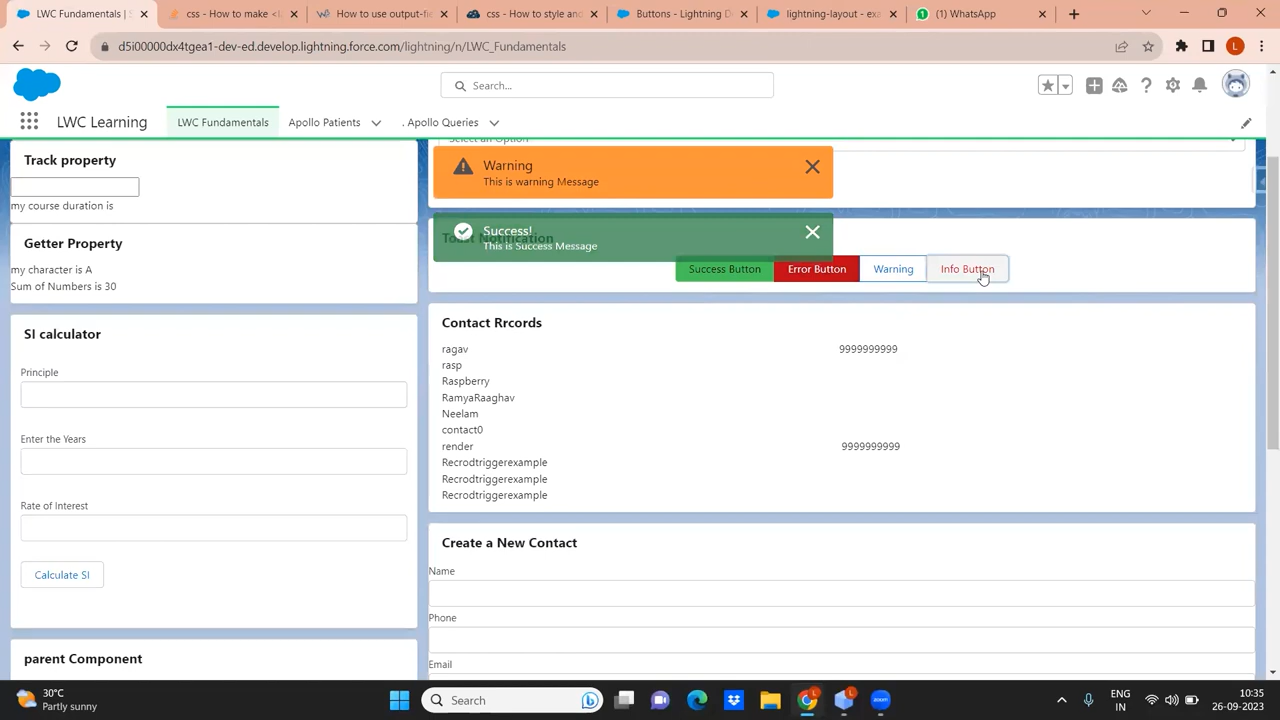 LWC Fundamentals | S
css - How to make <L
How to use output-fie
css - How to style and
Buttons - Lightning De
lightning-layout - exa
(1) WhatsApp
d5i00000dx4tgea1-dev-ed.develop.lightning.force.com/lightning/n/LWC_Fundamentals
L
Search...
LWC Learning
LWC Fundamentals
Apollo Patients
. Apollo Queries
Select an Option
Track property
my course duration is
Getter Property
my character is A
Sum of Numbers is 30
SI calculator
Principle
Enter the Years
Rate of Interest
Calculate SI
parent Component
Warning
This is warning Message
Success!
This is Success Message
Toast Notification
Success Button
Error Button
Warning
Info Button
Contact Rrcords
ragav 9999999999
rasp
Raspberry
RamyaRaaghav
Neelam
contact0
render 9999999999
Recrodtriggerexample
Recrodtriggerexample
Recrodtriggerexample
Create a New Contact
Name
Phone
Email
30°C
Partly sunny
Search
ENG
IN
10:35
26-09-2023